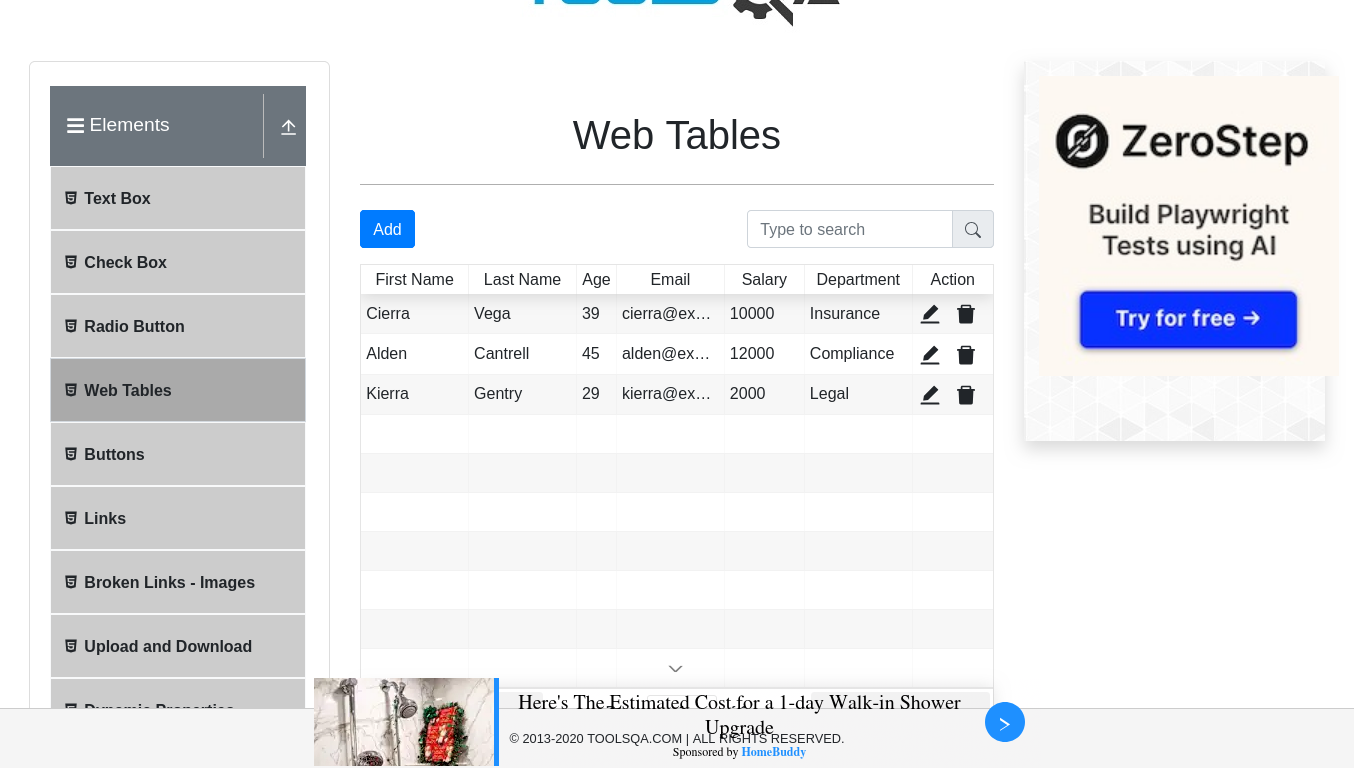 TOOLS QA
Elements
Text Box
Check Box
Radio Button
Web Tables
Buttons
Links
Broken Links - Images
Upload and Download
Dynamic Properties
Web Tables
Add
Type to search
First Name Last Name Age Email Salary Department Action
Cierra Vega 39 cierra@ex… 10000 Insurance
Alden Cantrell 45 alden@ex… 12000 Compliance
Kierra Gentry 29 kierra@ex… 2000 Legal
ZeroStep
Build Playwright
Tests using AI
Try for free →
Here's The Estimated Cost for a 1-day Walk-in Shower
Upgrade
© 2013-2020 TOOLSQA.COM | ALL RIGHTS RESERVED.
Sponsored by HomeBuddy